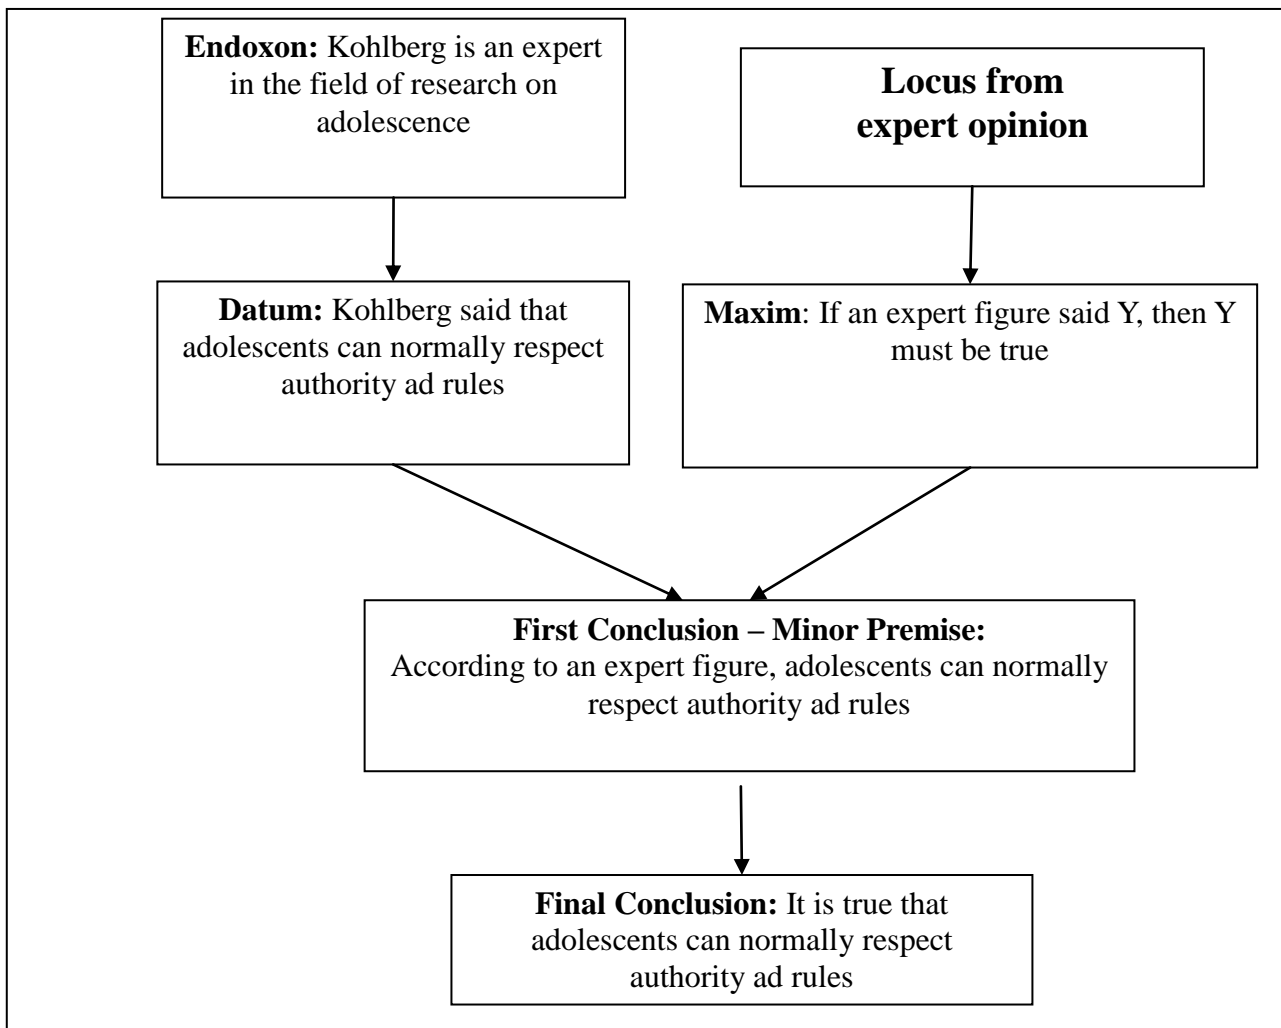 Endoxon: Kohlberg is an expert
in the field of research on
adolescence
Locus from
expert opinion
Datum: Kohlberg said that
adolescents can normally respect
authority ad rules
Maxim: If an expert figure said Y, then Y
must be true
First Conclusion – Minor Premise:
According to an expert figure, adolescents can normally
respect authority ad rules
Final Conclusion: It is true that
adolescents can normally respect
authority ad rules